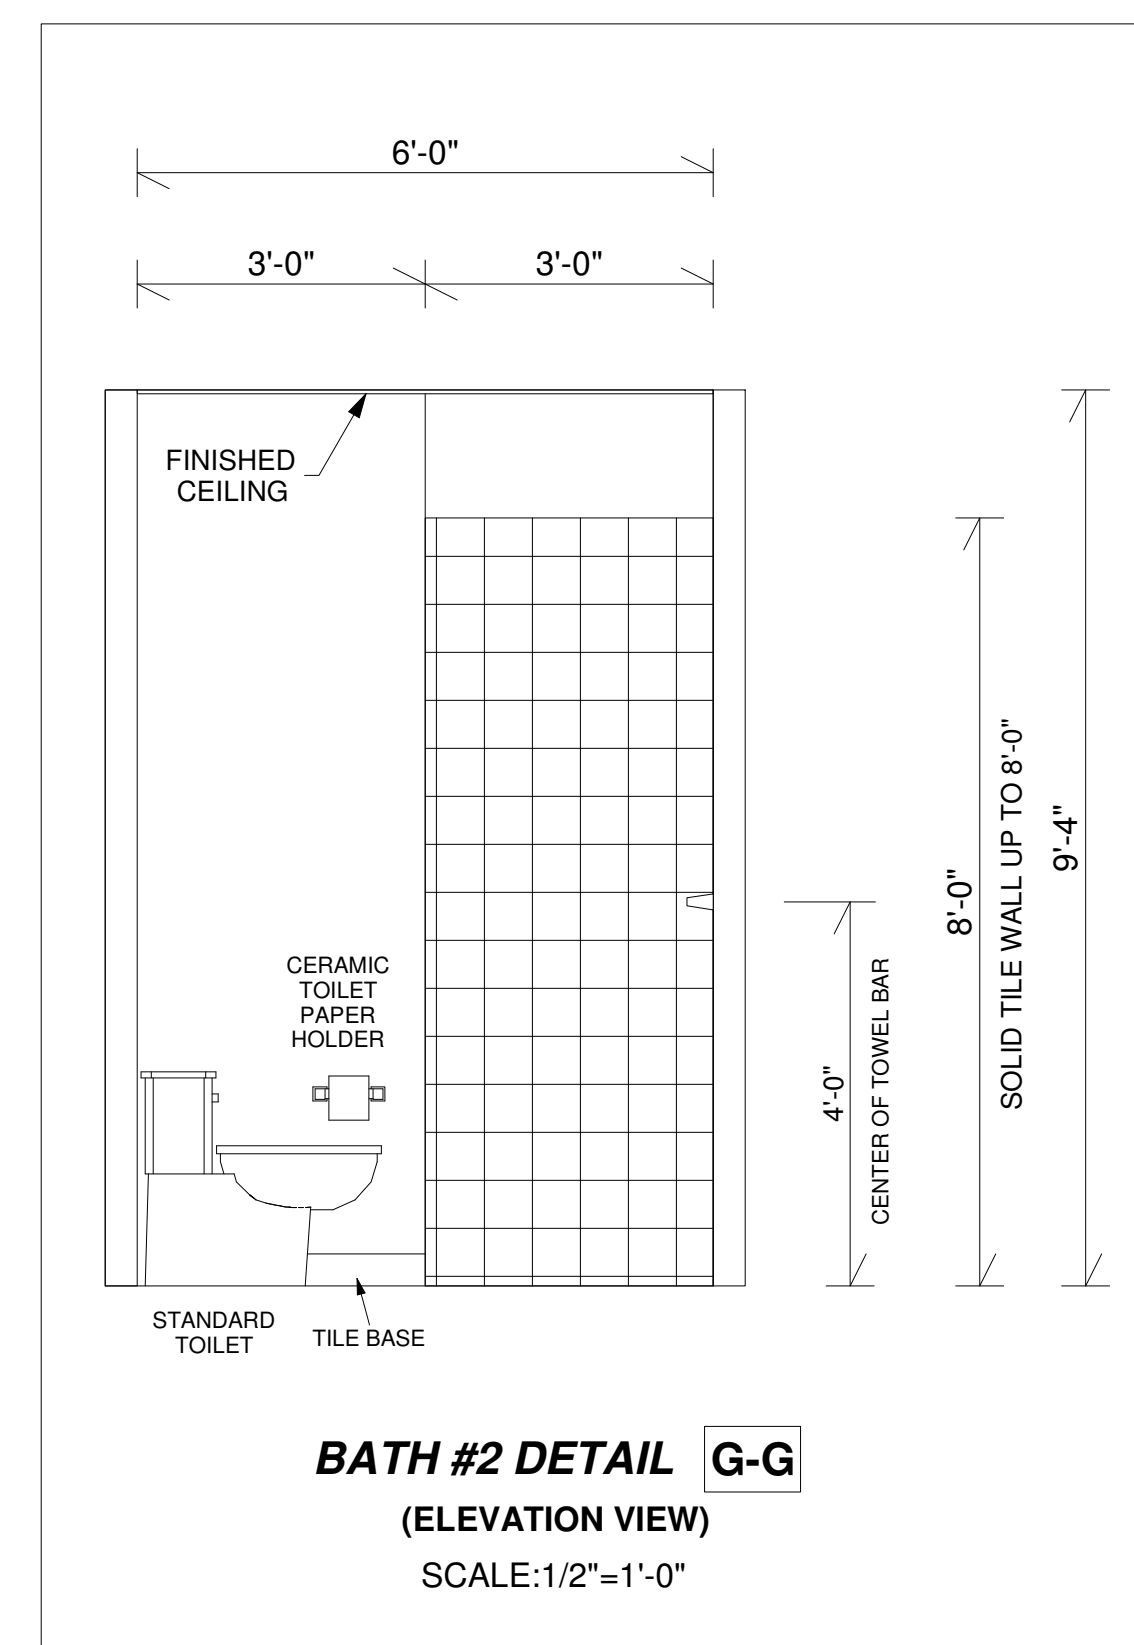 6'-0"
3'-0"
3'-0"
FINISHED
CEILING
CERAMIC
TOILET
PAPER
HOLDER
4'-0"
CENTER OF TOWEL BAR
8'-0"
SOLID TILE WALL UP TO 8'-0"
9'-4"
STANDARD
TOILET
TILE BASE
BATH #2 DETAIL G-G
(ELEVATION VIEW)
SCALE:1/2"=1'-0"